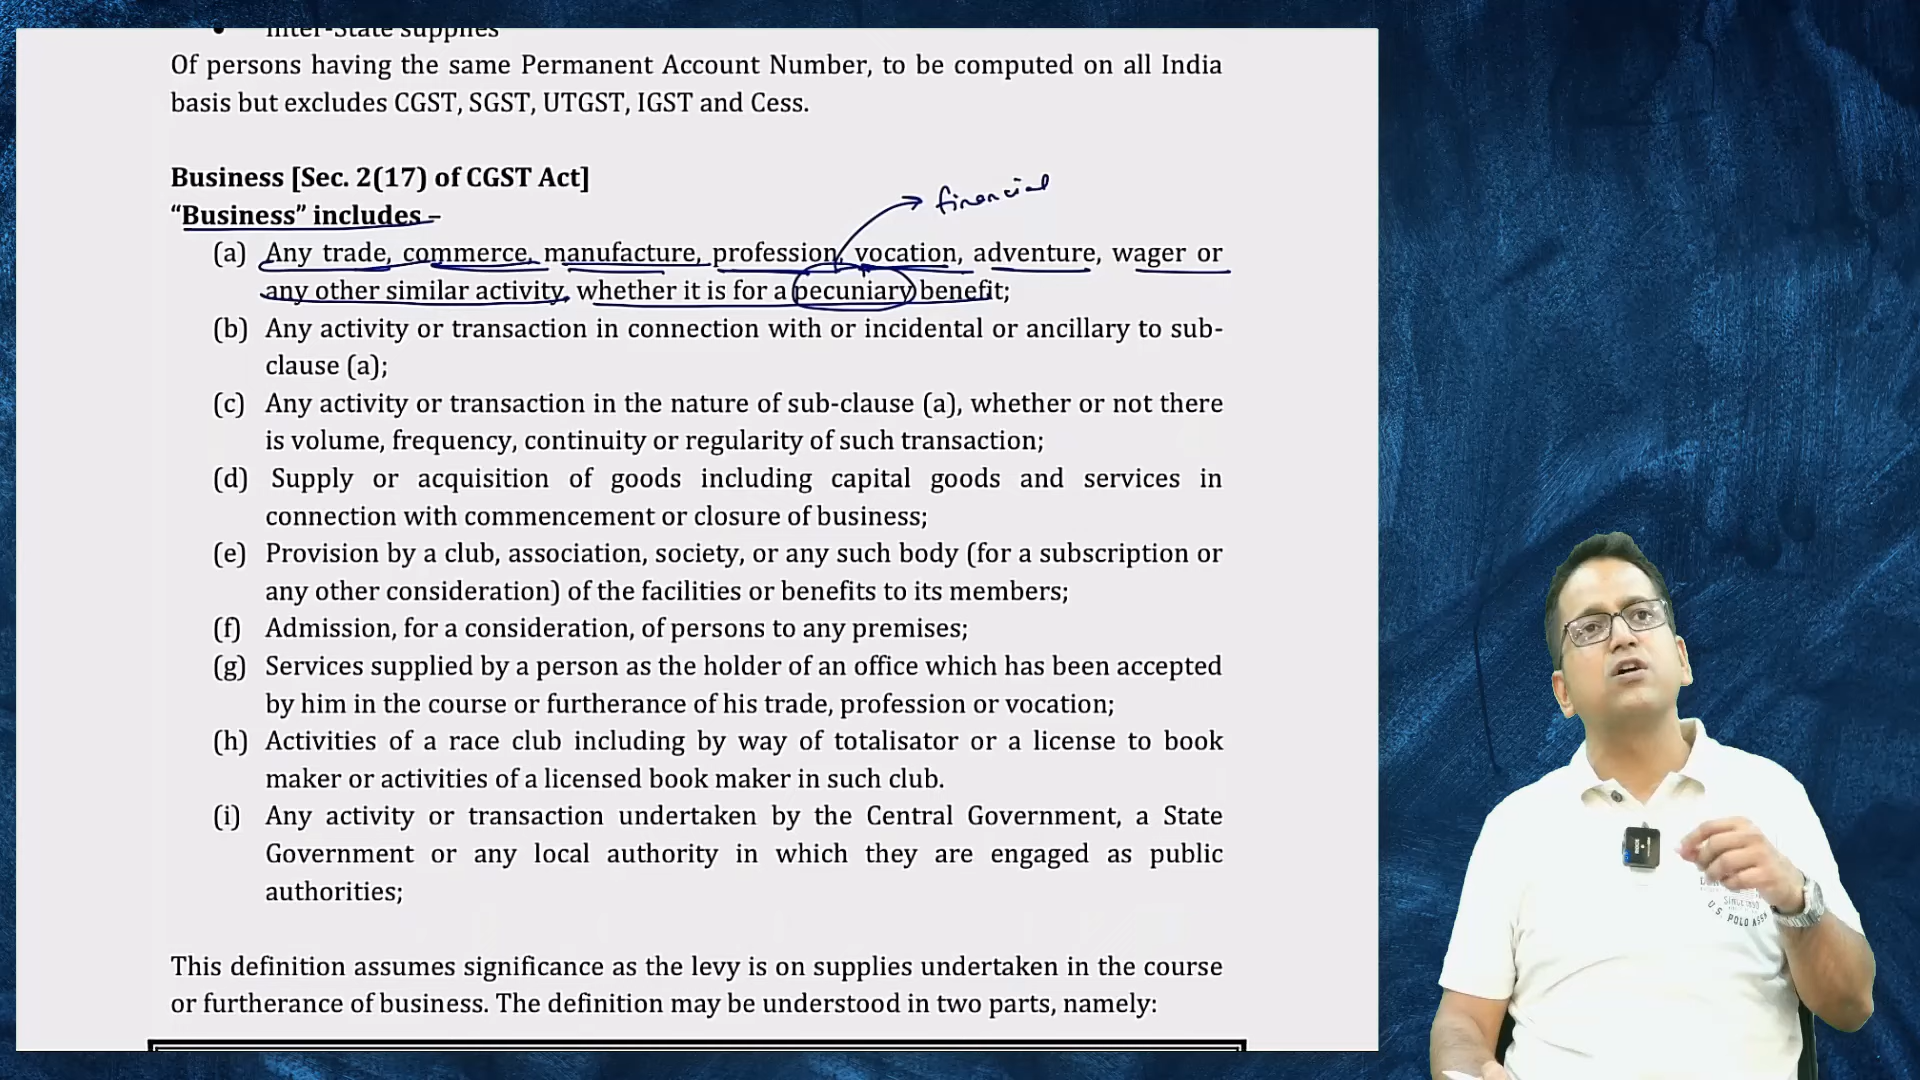 Inter-State supplies
Of persons having the same Permanent Account Number, to be computed on all India
basis but excludes CGST, SGST, UTGST, IGST and Cess.
Business [Sec. 2(17) of CGST Act]
financial
“Business” includes –
(a) Any trade, commerce, manufacture, profession, vocation, adventure, wager or
any other similar activity, whether it is for a pecuniary benefit;
(b) Any activity or transaction in connection with or incidental or ancillary to sub-
clause (a);
(c) Any activity or transaction in the nature of sub-clause (a), whether or not there
is volume, frequency, continuity or regularity of such transaction;
(d) Supply or acquisition of goods including capital goods and services in
connection with commencement or closure of business;
(e) Provision by a club, association, society, or any such body (for a subscription or
any other consideration) of the facilities or benefits to its members;
(f) Admission, for a consideration, of persons to any premises;
(g) Services supplied by a person as the holder of an office which has been accepted
by him in the course or furtherance of his trade, profession or vocation;
(h) Activities of a race club including by way of totalisator or a license to book
maker or activities of a licensed book maker in such club.
(i) Any activity or transaction undertaken by the Central Government, a State
Government or any local authority in which they are engaged as public
authorities;
SINCE 1890
U.S. POLO ASSN
This definition assumes significance as the levy is on supplies undertaken in the course
or furtherance of business. The definition may be understood in two parts, namely: